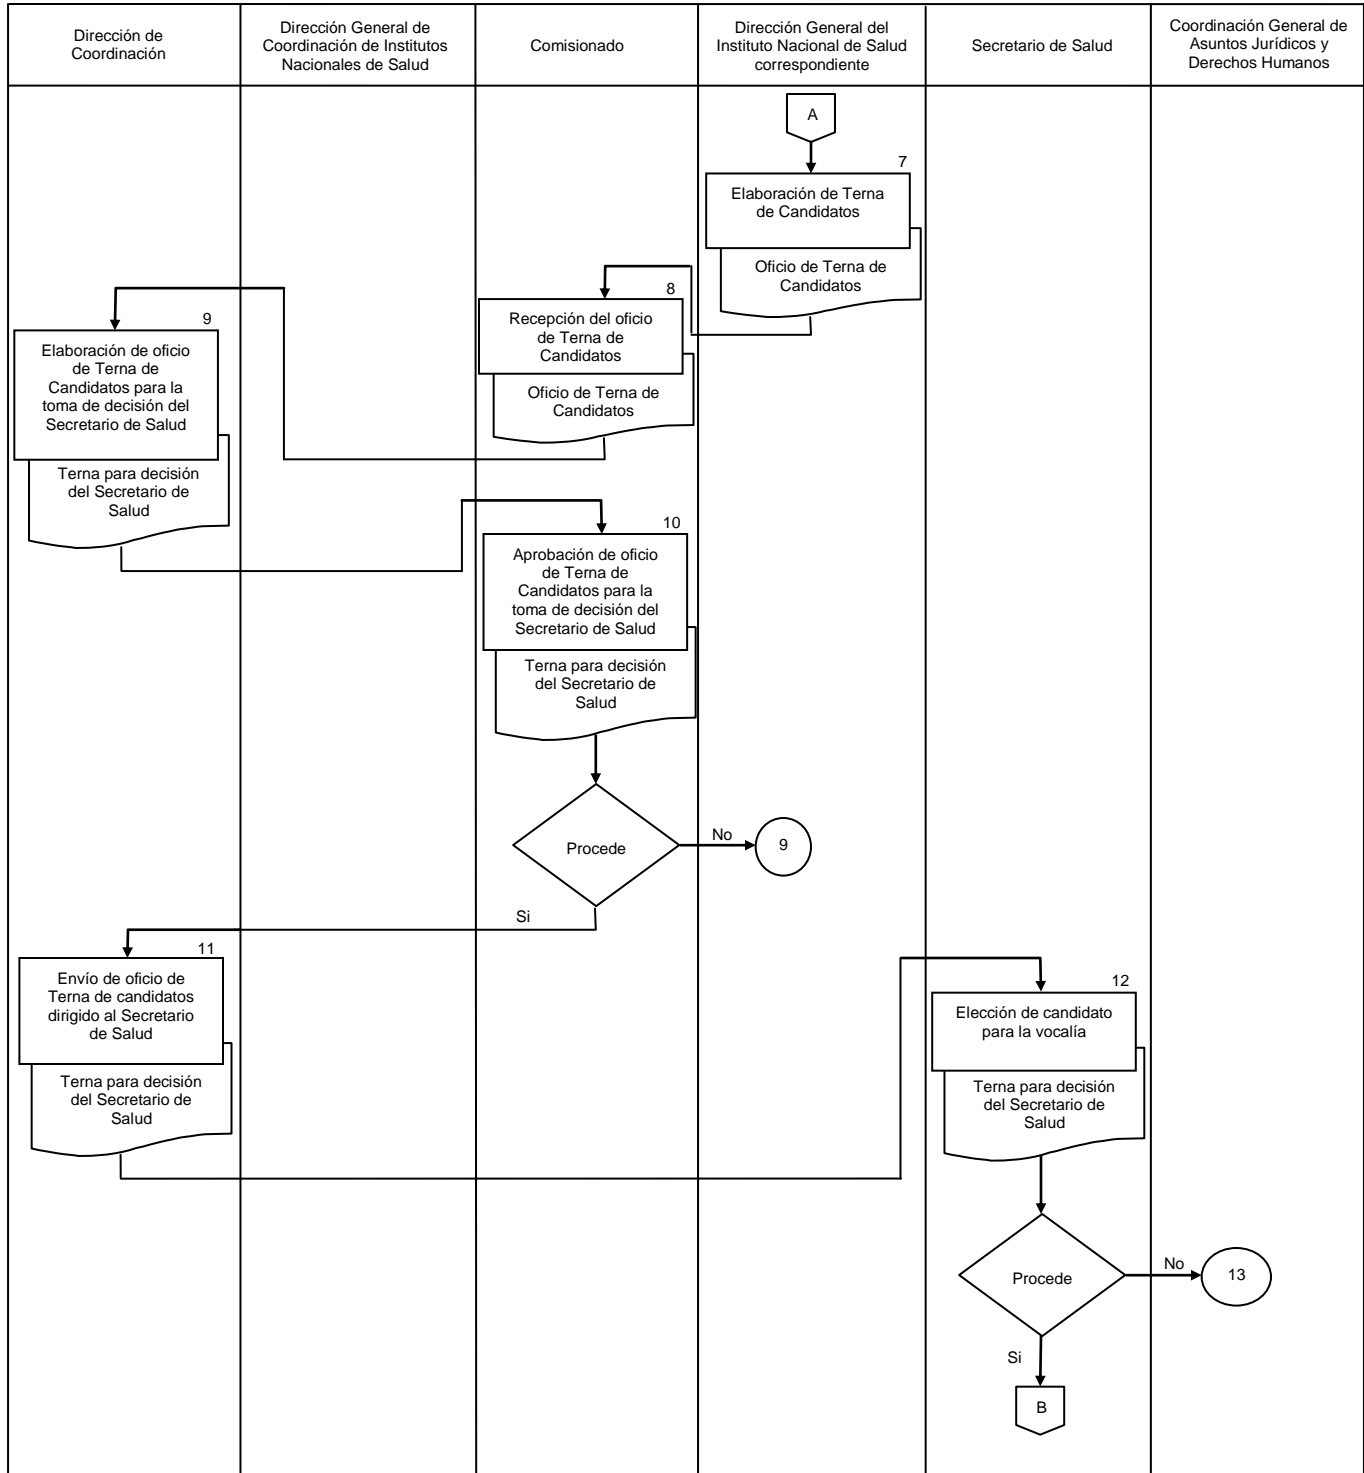 Dirección de
Coordinación
Dirección General de
Coordinación de Institutos
Nacionales de Salud
Comisionado
Dirección General del
Instituto Nacional de Salud
correspondiente
Secretario de Salud
Coordinación General de
Asuntos Jurídicos y
Derechos Humanos
A
7
Elaboración de Terna
de Candidatos
Oficio de Terna de
Candidatos
8
Recepción del oficio
de Terna de
Candidatos
Oficio de Terna de
Candidatos
9
Elaboración de oficio
de Terna de
Candidatos para la
toma de decisión del
Secretario de Salud
Terna para decisión
del Secretario de
Salud
10
Aprobación de oficio
de Terna de
Candidatos para la
toma de decisión del
Secretario de Salud
Terna para decisión
del Secretario de
Salud
Procede
No
9
Si
11
Envío de oficio de
Terna de candidatos
dirigido al Secretario
de Salud
Terna para decisión
del Secretario de
Salud
12
Elección de candidato
para la vocalía
Terna para decisión
del Secretario de
Salud
Procede
No
13
Si
B